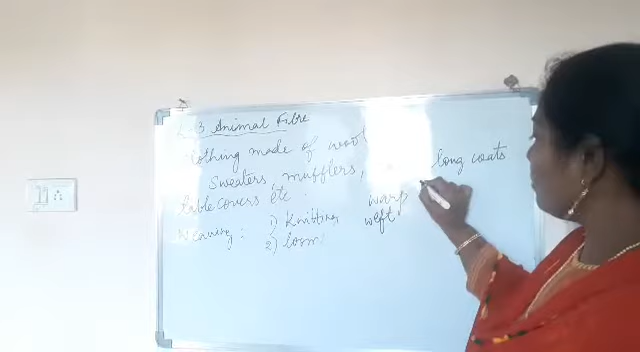 L-3 Animal Fibre
Clothing made of wool
Sweaters, mufflers, long coats
table covers etc.
Weaving : 1) Knitting warp
2) loom weft